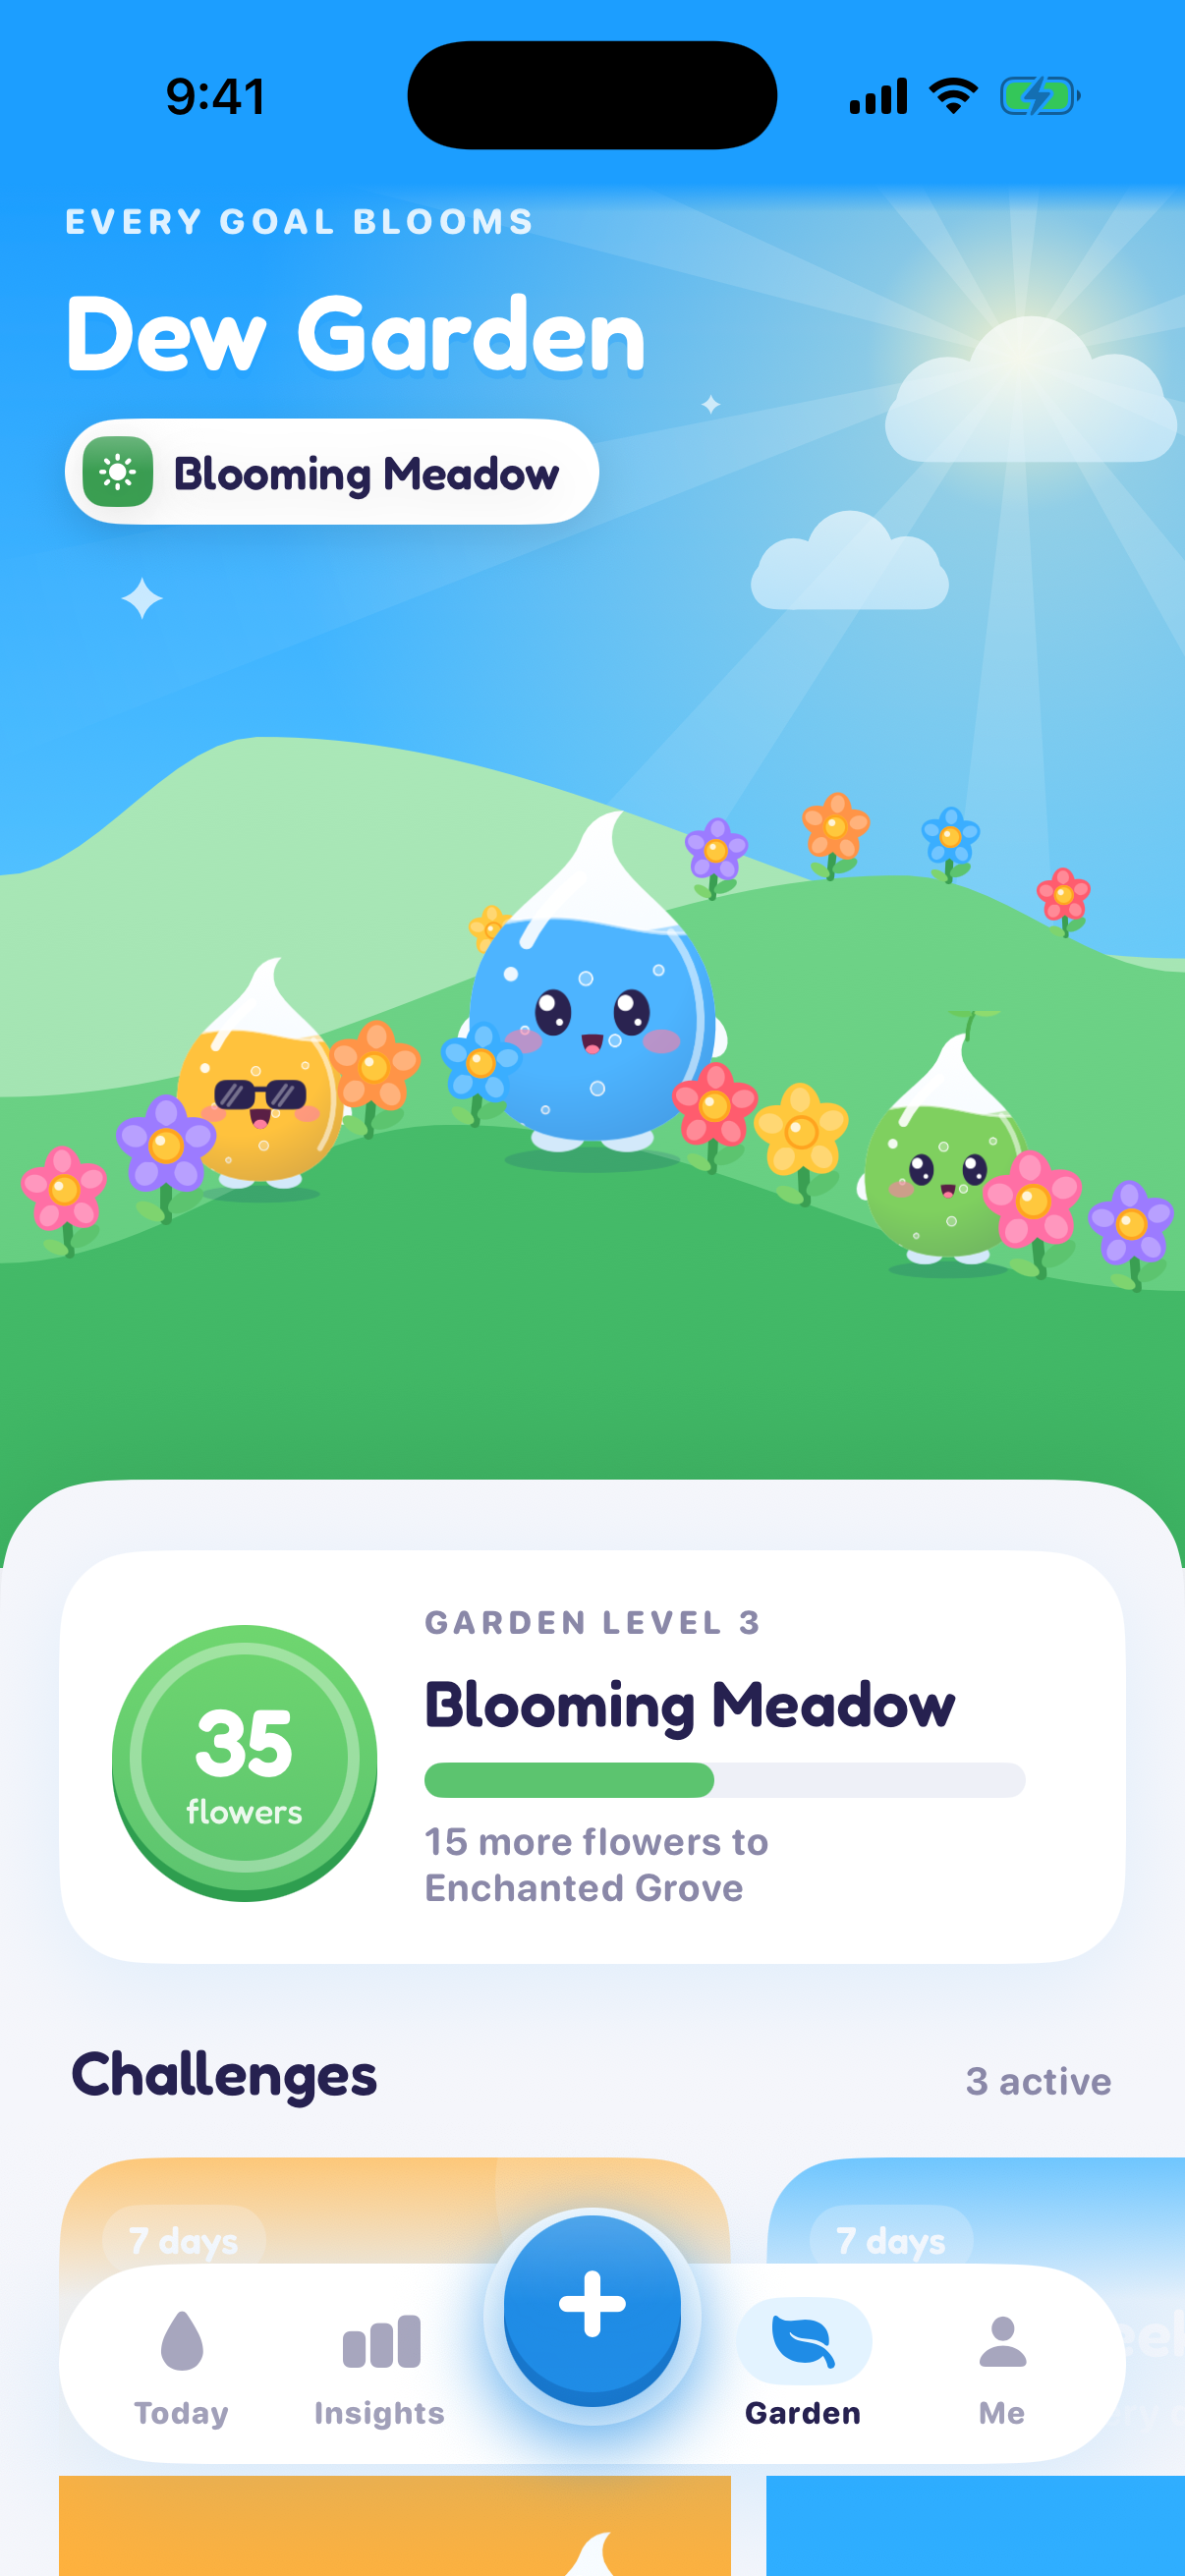 9:41
EVERY GOAL BLOOMS
Dew Garden
Blooming Meadow
GARDEN LEVEL 3
35
flowers
Blooming Meadow
15 more flowers to
Enchanted Grove
Challenges
3 active
7 days
7 days
Today
Insights
Garden
Me